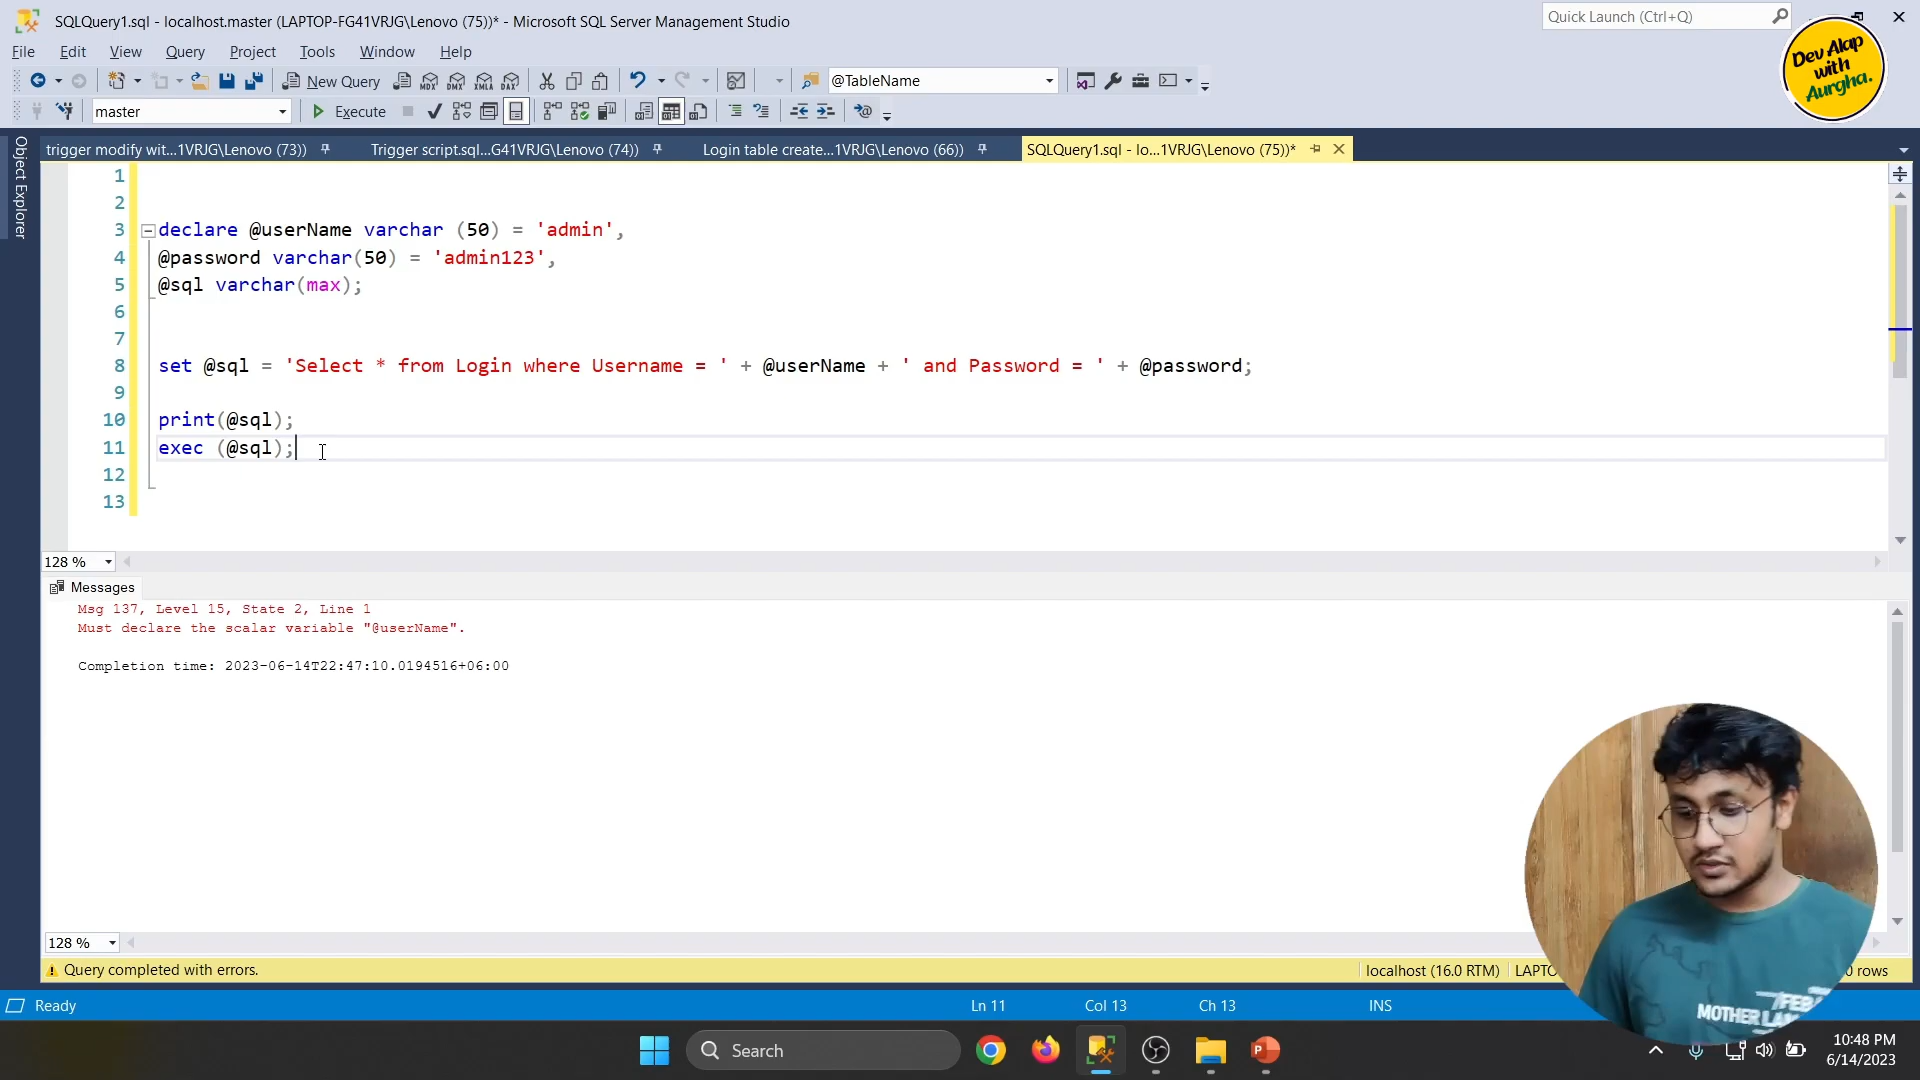 SQLQuery1.sql - localhost.master (LAPTOP-FG41VRJG\Lenovo (75))* - Microsoft SQL Server Management Studio
Quick Launch (Ctrl+Q)
Dev Alap
with
Aurgha.
File Edit View Query Project Tools Window Help
New Query MDX DMX XMLA DAX @TableName
master Execute
Object Explorer
trigger modify wit...1VRJG\Lenovo (73)) Trigger script.sql...G41VRJG\Lenovo (74)) Login table create...1VRJG\Lenovo (66)) SQLQuery1.sql - lo...1VRJG\Lenovo (75))*
1
2
3 declare @userName varchar (50) = 'admin',
4 @password varchar(50) = 'admin123',
5 @sql varchar(max);
6
7
8 set @sql = 'Select * from Login where Username = ' + @userName + ' and Password = ' + @password;
9
10 print(@sql);
11 exec (@sql);
12
13
128 %
Messages
Msg 137, Level 15, State 2, Line 1
Must declare the scalar variable "@userName".
Completion time: 2023-06-14T22:47:10.0194516+06:00
128 %
Query completed with errors. localhost (16.0 RTM) LAPTO 0 rows
Ready Ln 11 Col 13 Ch 13 INS
MOTHER
Search
10:48 PM
6/14/2023